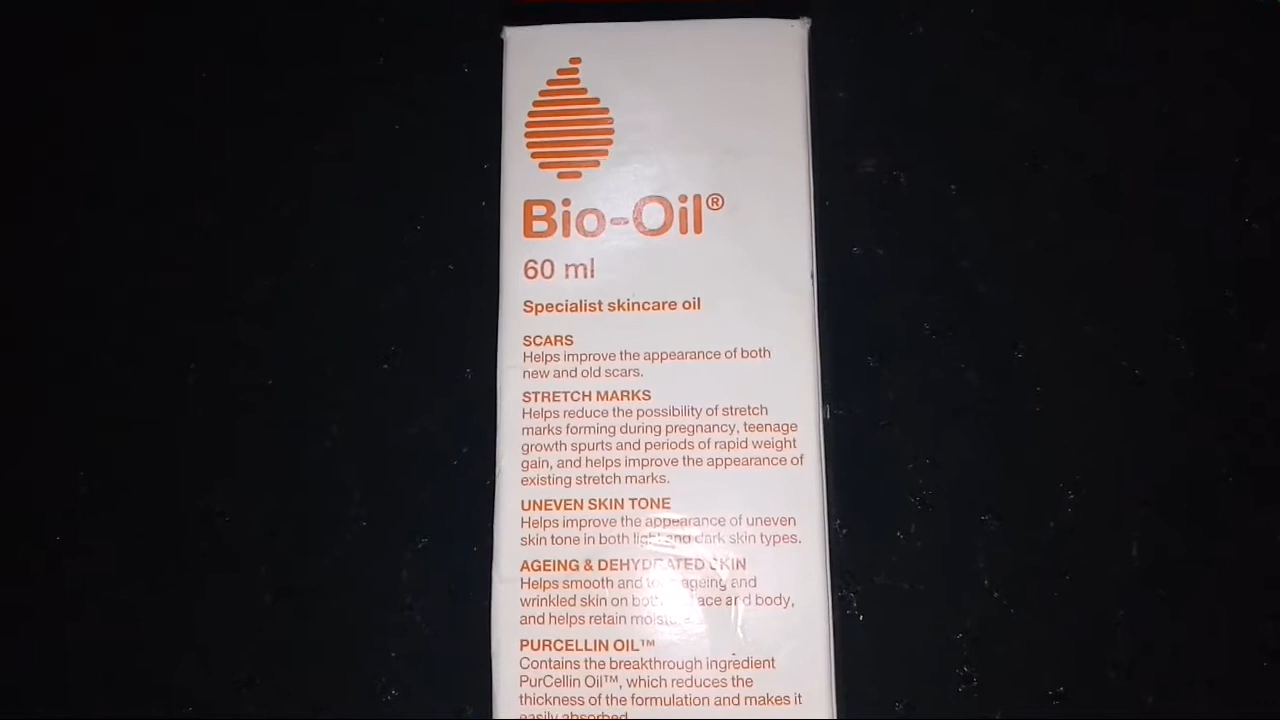 Bio-Oil®
60 ml
Specialist skincare oil
SCARS
Helps improve the appearance of both
new and old scars.
STRETCH MARKS
Helps reduce the possibility of stretch
marks forming during pregnancy, teenage
growth spurts and periods of rapid weight
gain, and helps improve the appearance of
existing stretch marks.
UNEVEN SKIN TONE
Helps improve the appearance of uneven
skin tone in both light and dark skin types.
AGEING & DEHYDRATED SKIN
Helps smooth and ageing and
wrinkled skin on both and body,
and helps retain
PURCELLIN OIL™
Contains the breakthrough ingredient
PurCellin Oil™, which reduces the
thickness of the formulation and makes it
easily absorbed